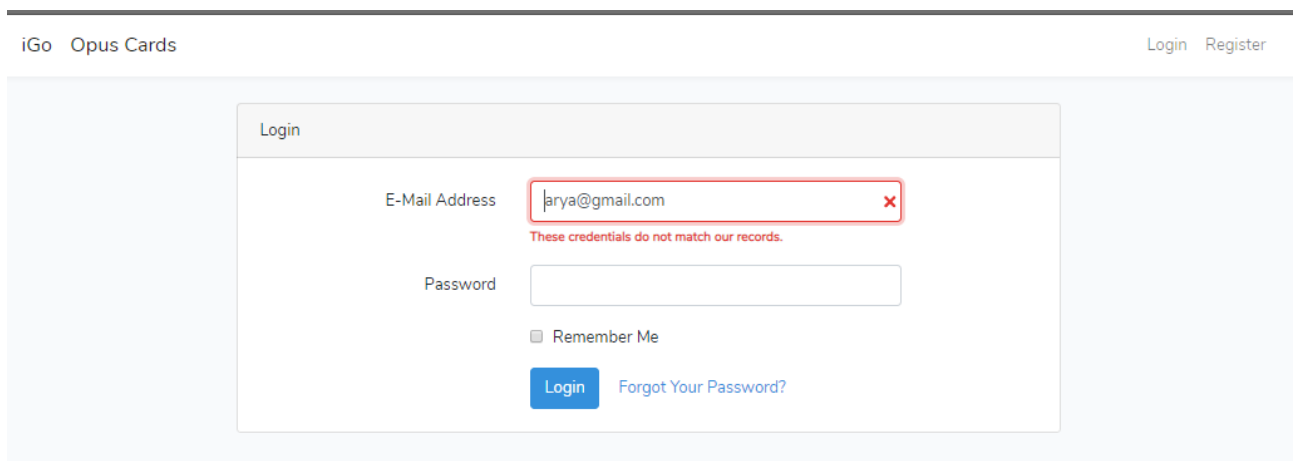 iGo Opus Cards Login Register
Login
E-Mail Address arya@gmail.com
These credentials do not match our records.
Password
Remember Me
Login Forgot Your Password?